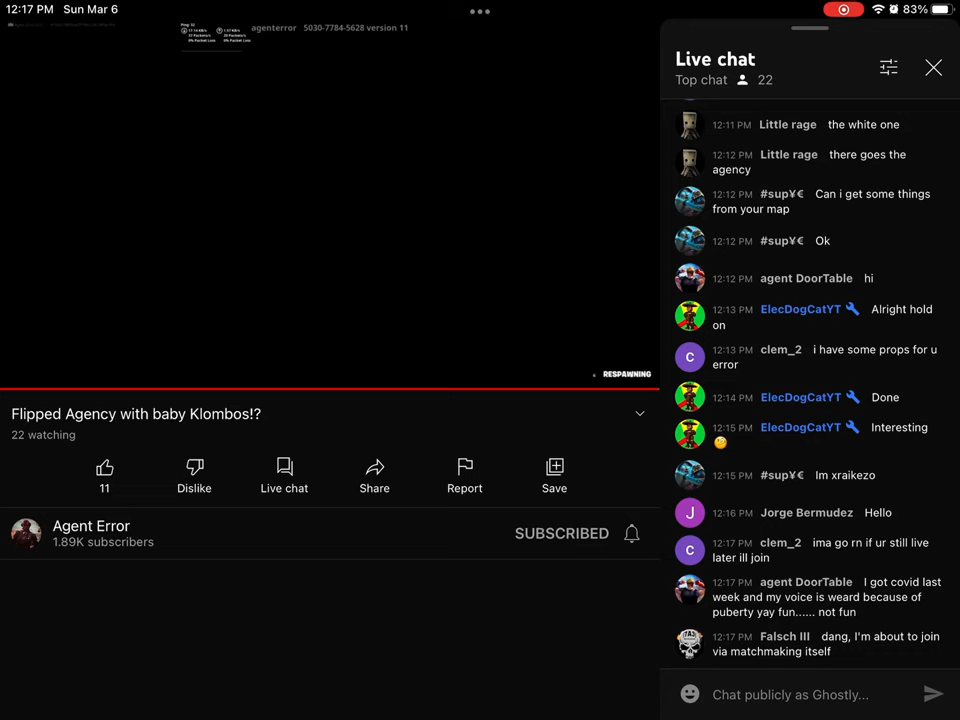 12:17 PM Sun Mar 6
83%
agenterror 5030-7784-5628 version 11
RESPAWNING
Flipped Agency with baby Klombos!?
22 watching
11
Dislike
Live chat
Share
Report
Save
Agent Error
1.89K subscribers
SUBSCRIBED
Live chat
Top chat 22
12:11 PM Little rage the white one
12:12 PM Little rage there goes the
agency
12:12 PM #sup¥€ Can i get some things
from your map
12:12 PM #sup¥€ Ok
12:12 PM agent DoorTable hi
12:13 PM ElecDogCatYT Alright hold
on
12:13 PM clem_2 i have some props for u
error
12:14 PM ElecDogCatYT Done
12:15 PM ElecDogCatYT Interesting
12:15 PM #sup¥€ Im xraikezo
12:16 PM Jorge Bermudez Hello
12:17 PM clem_2 ima go rn if ur still live
later ill join
12:17 PM agent DoorTable I got covid last
week and my voice is weard because of
puberty yay fun...... not fun
12:17 PM Falsch III dang, I'm about to join
via matchmaking itself
Chat publicly as Ghostly...